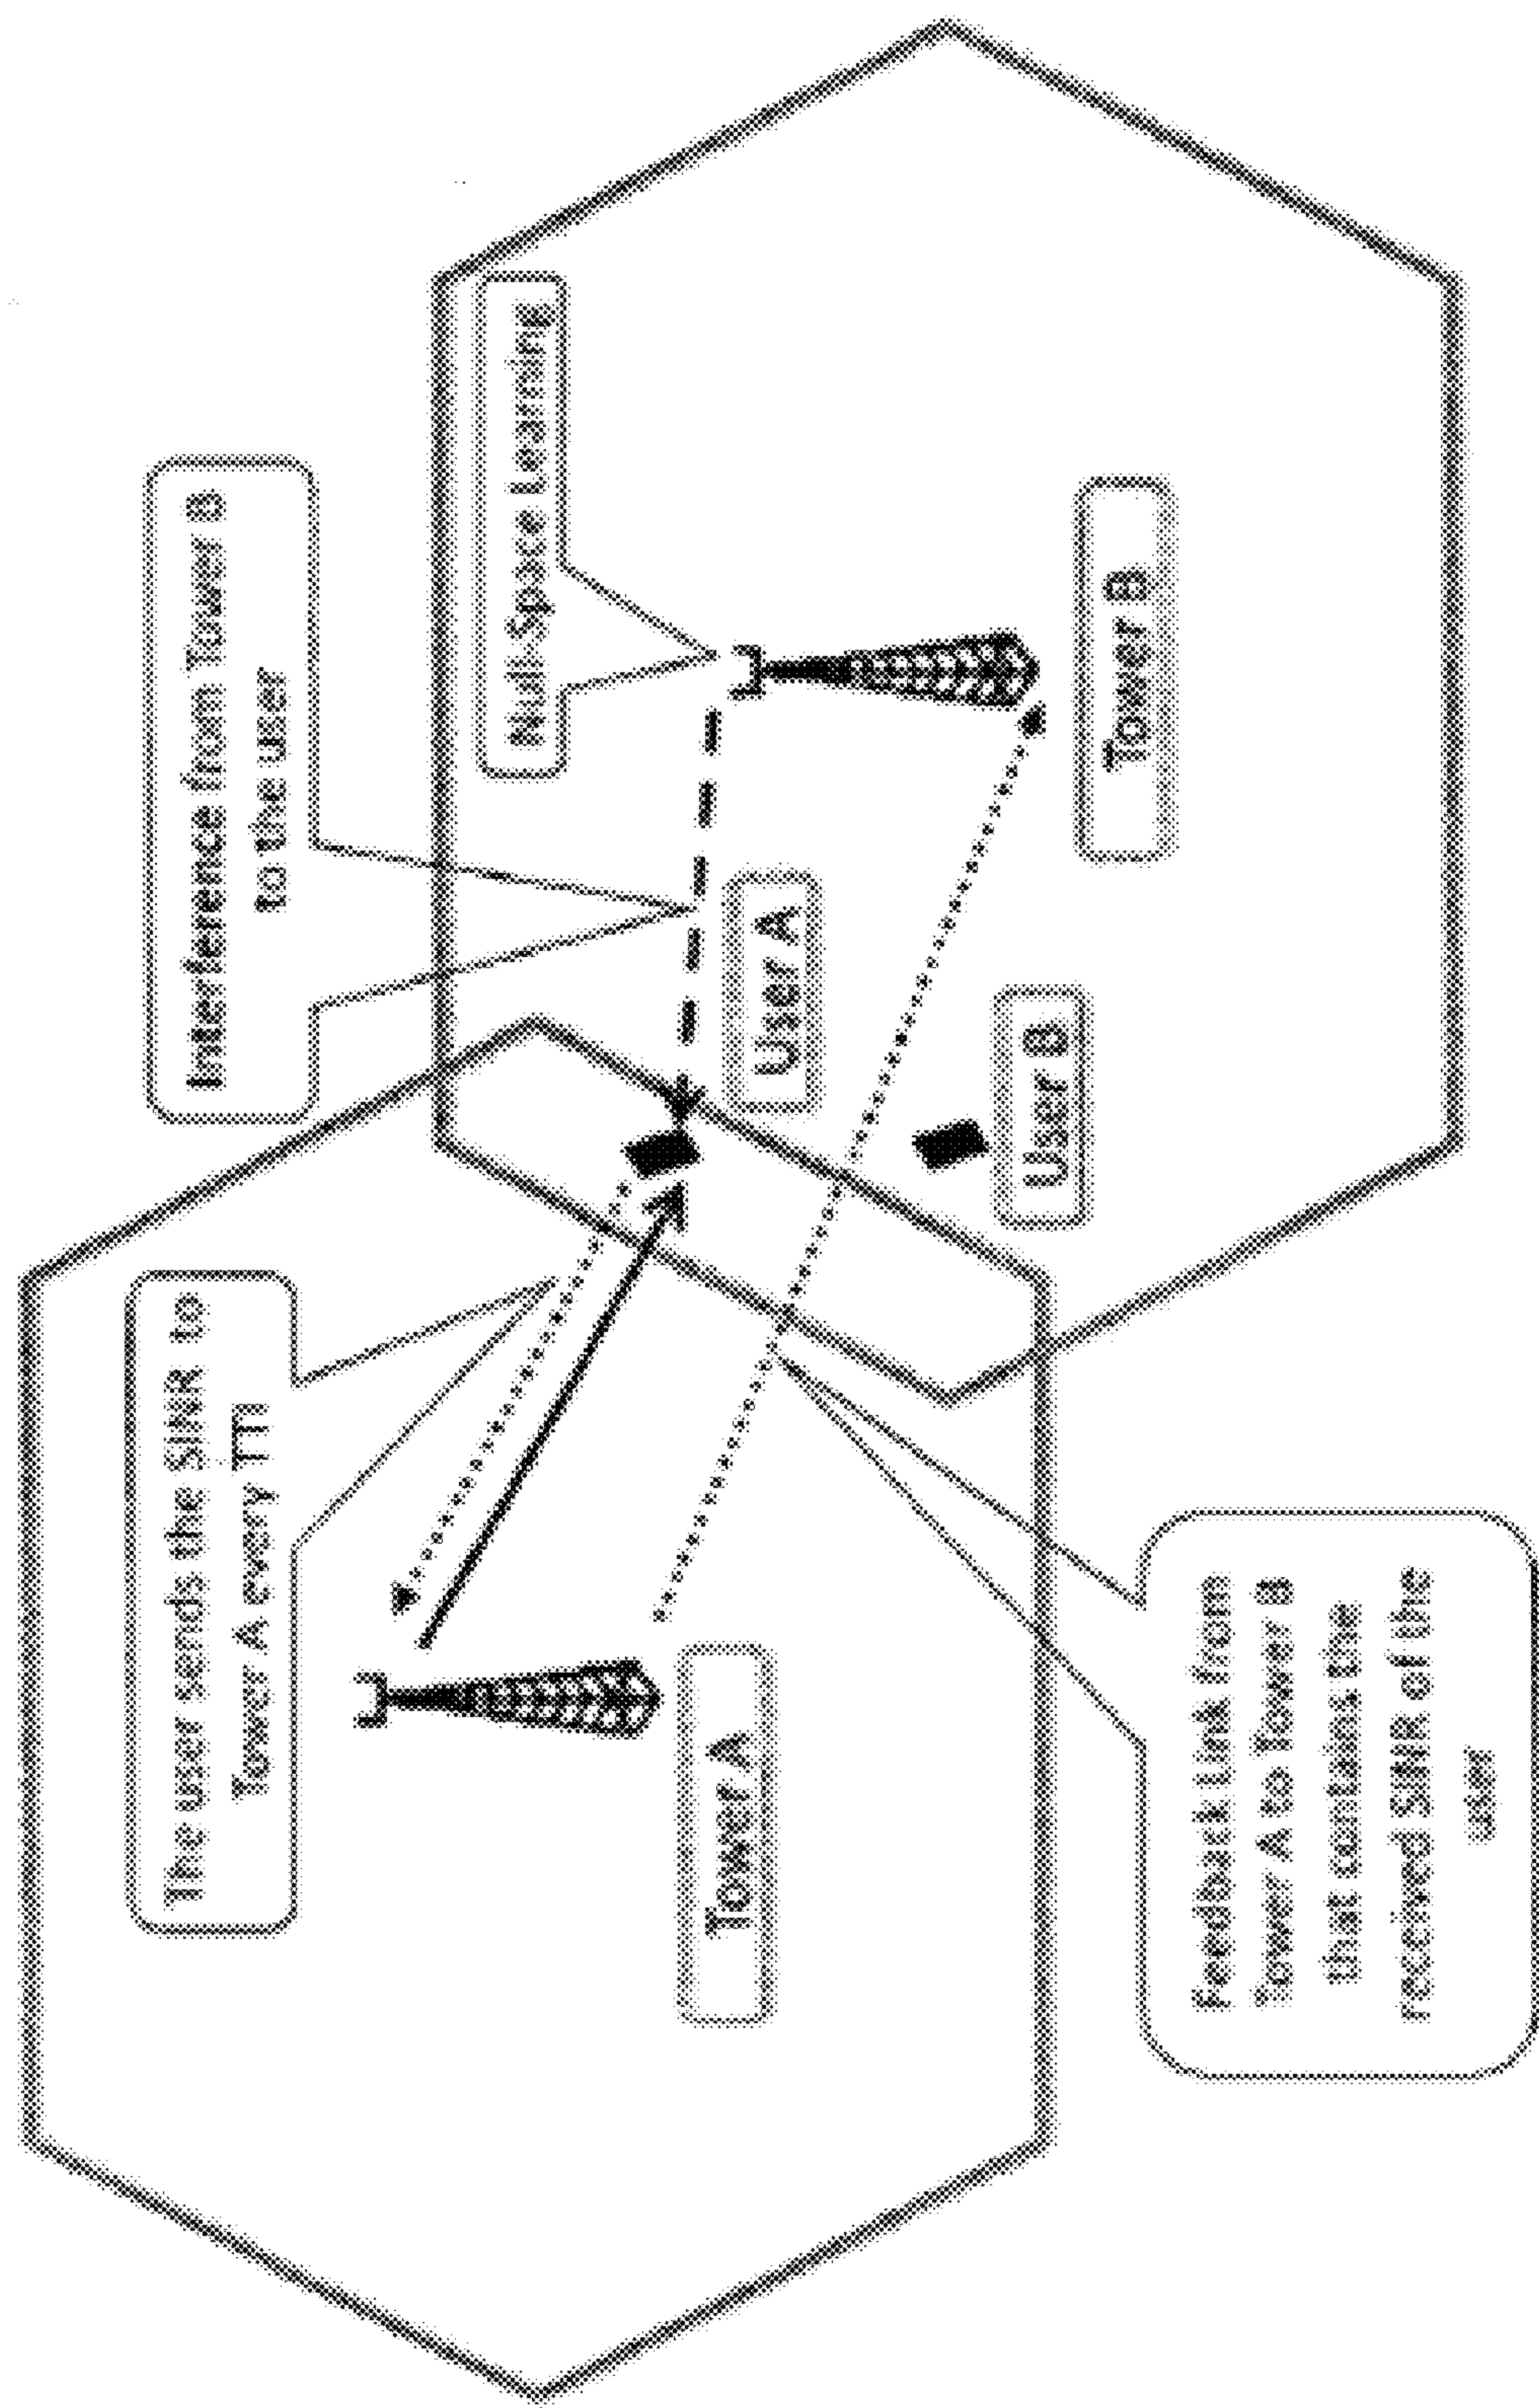 The user sends the SINR to
Tower A every TTI
Interference from Tower B
to the user
Null-Space Learning
Tower A
User A
User B
Tower B
Feedback Link from
Tower A to Tower B
that contains the
received SINR of the
user